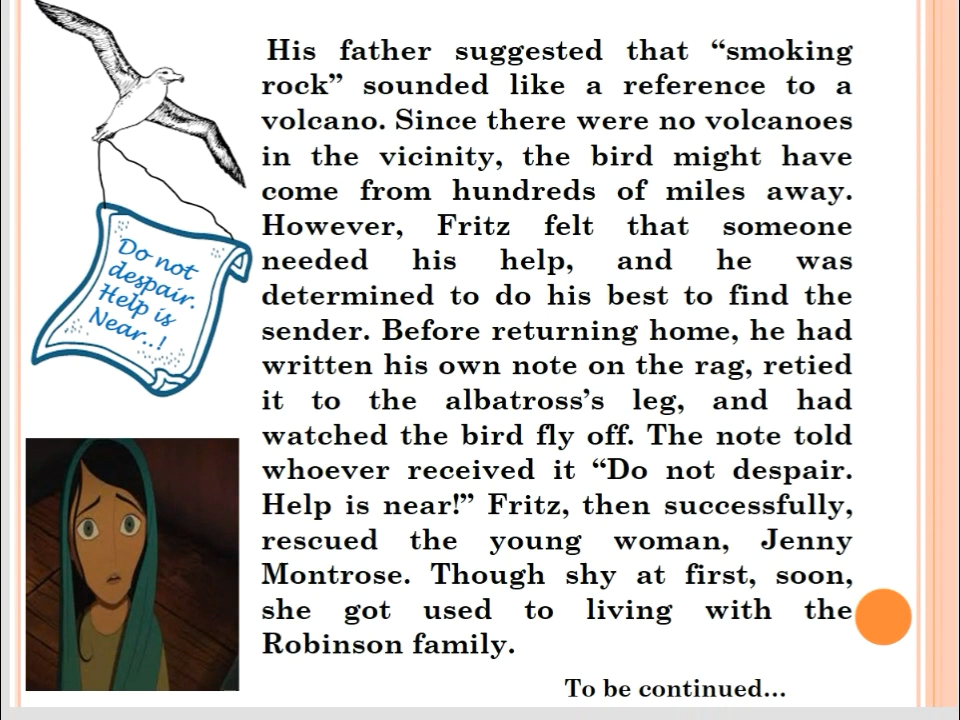 His father suggested that “smoking
rock” sounded like a reference to a
volcano. Since there were no volcanoes
in the vicinity, the bird might have
come from hundreds of miles away.
However, Fritz felt that someone
needed his help, and he was
determined to do his best to find the
sender. Before returning home, he had
written his own note on the rag, retied
it to the albatross’s leg, and had
watched the bird fly off. The note told
whoever received it “Do not despair.
Help is near!” Fritz, then successfully,
rescued the young woman, Jenny
Montrose. Though shy at first, soon,
she got used to living with the
Robinson family.
To be continued...
Do not
despair.
Help is
Near..!